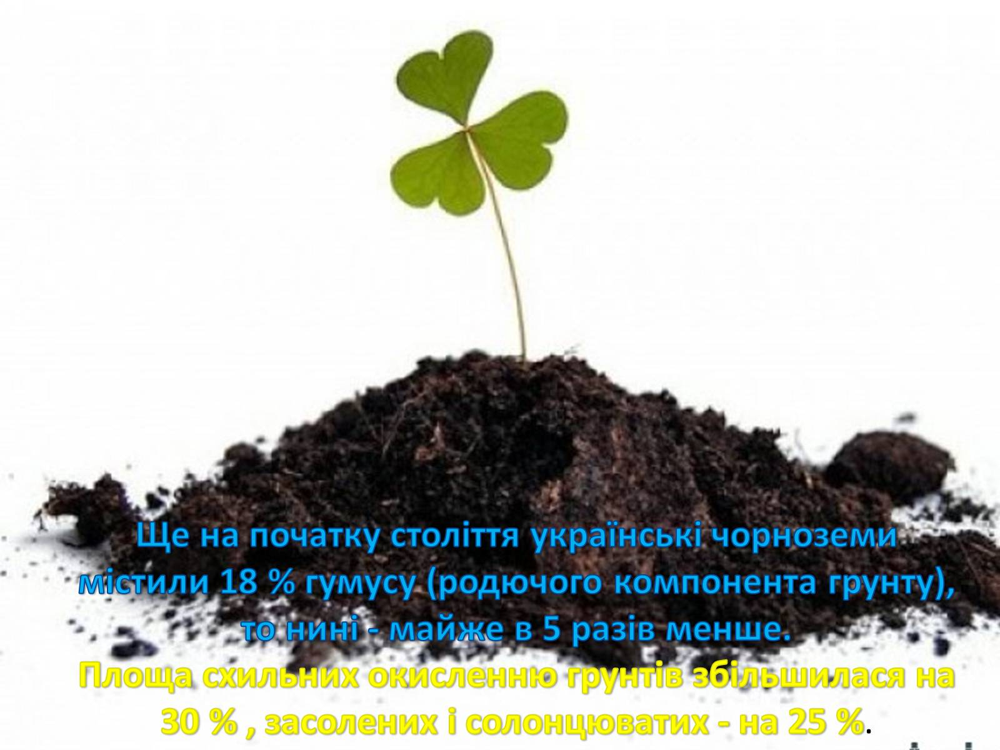 Ще на початку століття українські чорноземи
містили 18 % гумусу (родючого компонента грунту),
то нині - майже в 5 разів менше.
Площа схильних окисленню грунтів збільшилася на
30 % , засолених і солонцюватих - на 25 %.